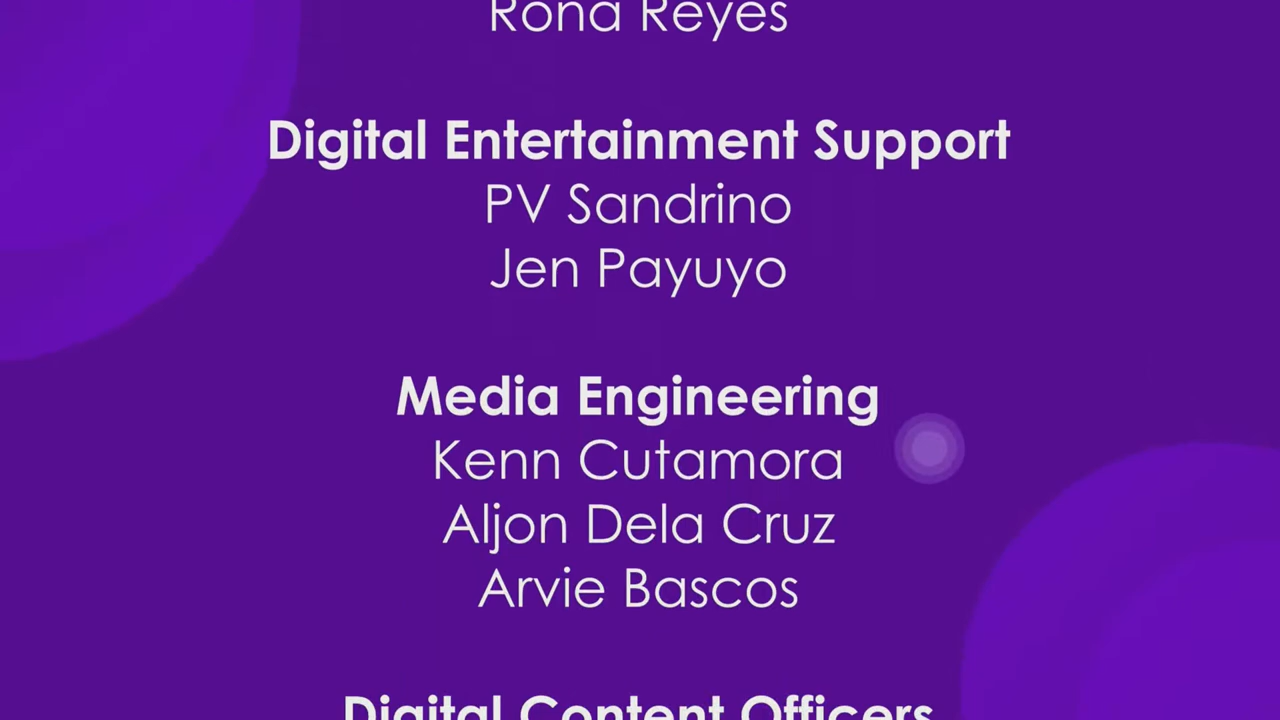 Rona Reyes
Digital Entertainment Support
PV Sandrino
Jen Payuyo
Media Engineering
Kenn Cutamora
Aljon Dela Cruz
Arvie Bascos
Digital Content Officers